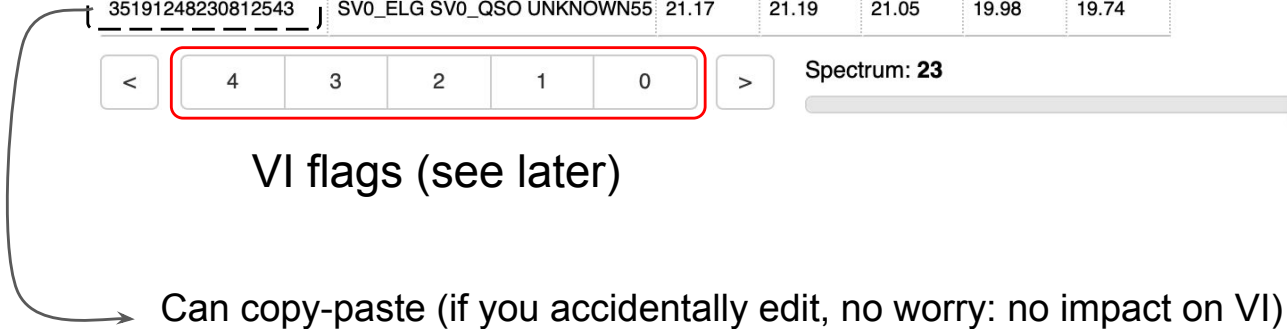 35191248230812543 SV0_ELG SV0_QSO UNKNOWN55 21.17 21.19 21.05 19.98 19.74
< 4 3 2 1 0 > Spectrum: 23
VI flags (see later)
Can copy-paste (if you accidentally edit, no worry: no impact on VI)